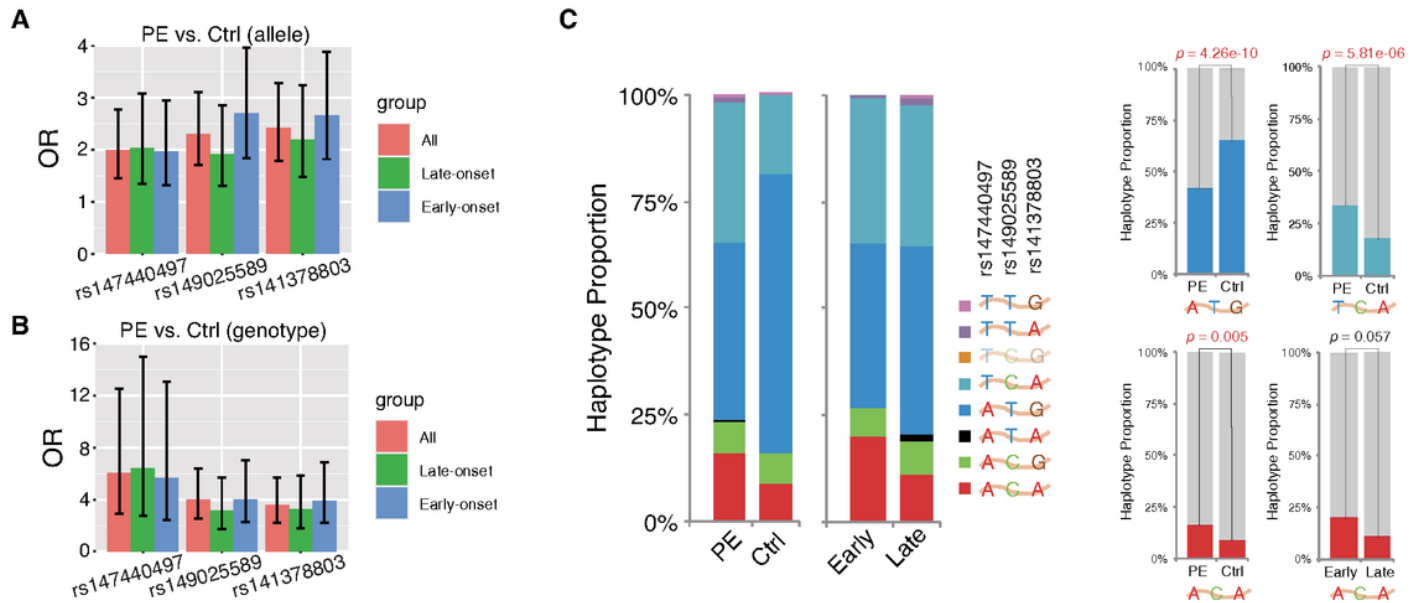 A
PE vs. Ctrl (allele)
4
3
2
1
0
OR
rs147440497
rs149025589
rs141378803
group
All
Late-onset
Early-onset
B
PE vs. Ctrl (genotype)
16
12
8
4
0
OR
rs147440497
rs149025589
rs141378803
group
All
Late-onset
Early-onset
C
Haplotype Proportion
100%
75%
50%
25%
0%
PE
Ctrl
Early
Late
rs147440497
rs149025589
rs141378803
T T G
T T A
T C G
T C A
A T G
A T A
A C G
A C A
p = 4.26e-10
Haplotype Proportion
100%
75%
50%
25%
0%
PE Ctrl
A T G
p = 5.81e-06
Haplotype Proportion
100%
75%
50%
25%
0%
PE Ctrl
T C A
p = 0.005
Haplotype Proportion
100%
75%
50%
25%
0%
PE Ctrl
A C A
p = 0.057
Haplotype Proportion
100%
75%
50%
25%
0%
Early Late
A C A